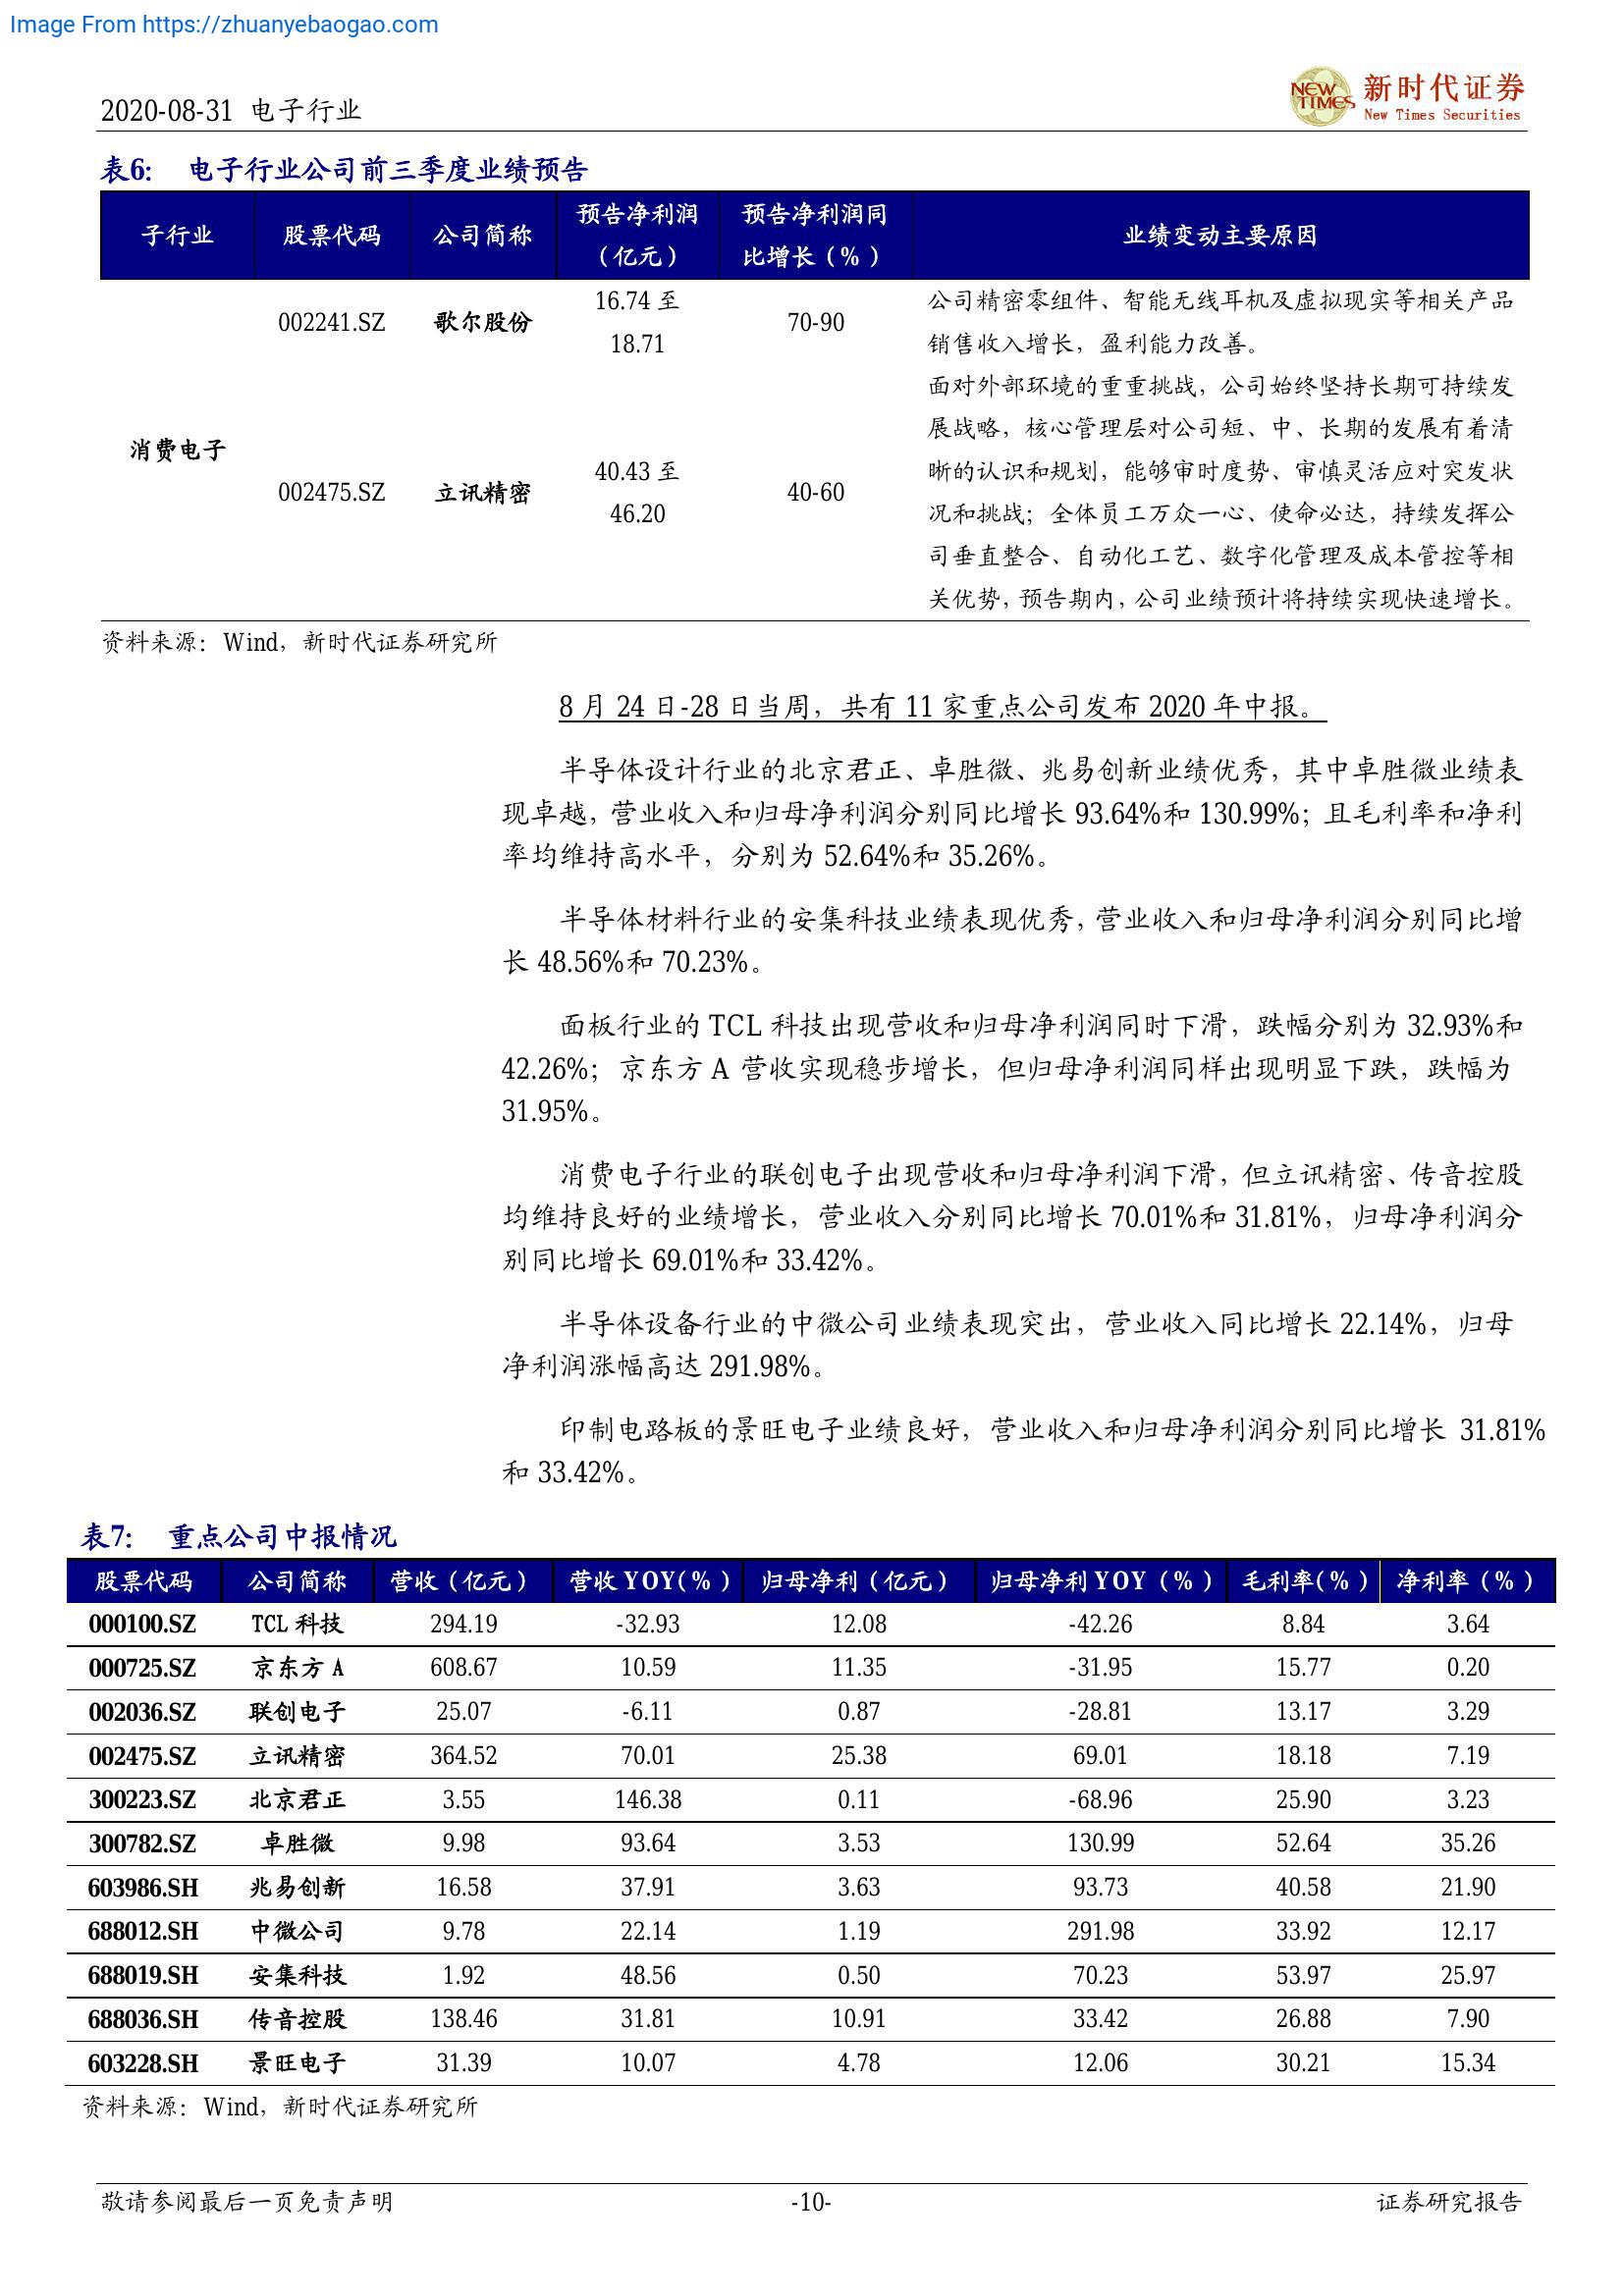 Image From https://zhuanyebaogao.com
2020-08-31 电子行业
NEW TIMES
新时代证券
New Times Securities
表6: 电子行业公司前三季度业绩预告
子行业 股票代码 公司简称 预告净利润（亿元） 预告净利润同比增长（%） 业绩变动主要原因
消费电子
002241.SZ 歌尔股份 16.74 至 18.71 70-90
公司精密零组件、智能无线耳机及虚拟现实等相关产品
销售收入增长，盈利能力改善。
002475.SZ 立讯精密 40.43 至 46.20 40-60
面对外部环境的重重挑战，公司始终坚持长期可持续发
展战略，核心管理层对公司短、中、长期的发展有着清
晰的认识和规划，能够审时度势、审慎灵活应对突发状
况和挑战；全体员工万众一心、使命必达，持续发挥公
司垂直整合、自动化工艺、数字化管理及成本管控等相
关优势，预告期内，公司业绩预计将持续实现快速增长。
资料来源：Wind，新时代证券研究所
8 月 24 日-28 日当周，共有 11 家重点公司发布 2020 年中报。
半导体设计行业的北京君正、卓胜微、兆易创新业绩优秀，其中卓胜微业绩表
现卓越，营业收入和归母净利润分别同比增长 93.64%和 130.99%；且毛利率和净利
率均维持高水平，分别为 52.64%和 35.26%。
半导体材料行业的安集科技业绩表现优秀，营业收入和归母净利润分别同比增
长 48.56%和 70.23%。
面板行业的 TCL 科技出现营收和归母净利润同时下滑，跌幅分别为 32.93%和
42.26%；京东方 A 营收实现稳步增长，但归母净利润同样出现明显下跌，跌幅为
31.95%。
消费电子行业的联创电子出现营收和归母净利润下滑，但立讯精密、传音控股
均维持良好的业绩增长，营业收入分别同比增长 70.01%和 31.81%，归母净利润分
别同比增长 69.01%和 33.42%。
半导体设备行业的中微公司业绩表现突出，营业收入同比增长 22.14%，归母
净利润涨幅高达 291.98%。
印制电路板的景旺电子业绩良好，营业收入和归母净利润分别同比增长 31.81%
和 33.42%。
表7: 重点公司中报情况
股票代码 公司简称 营收（亿元） 营收 YOY(%) 归母净利（亿元） 归母净利 YOY（%） 毛利率(%) 净利率（%）
000100.SZ TCL 科技 294.19 -32.93 12.08 -42.26 8.84 3.64
000725.SZ 京东方 A 608.67 10.59 11.35 -31.95 15.77 0.20
002036.SZ 联创电子 25.07 -6.11 0.87 -28.81 13.17 3.29
002475.SZ 立讯精密 364.52 70.01 25.38 69.01 18.18 7.19
300223.SZ 北京君正 3.55 146.38 0.11 -68.96 25.90 3.23
300782.SZ 卓胜微 9.98 93.64 3.53 130.99 52.64 35.26
603986.SH 兆易创新 16.58 37.91 3.63 93.73 40.58 21.90
688012.SH 中微公司 9.78 22.14 1.19 291.98 33.92 12.17
688019.SH 安集科技 1.92 48.56 0.50 70.23 53.97 25.97
688036.SH 传音控股 138.46 31.81 10.91 33.42 26.88 7.90
603228.SH 景旺电子 31.39 10.07 4.78 12.06 30.21 15.34
资料来源：Wind，新时代证券研究所
敬请参阅最后一页免责声明 -10- 证券研究报告